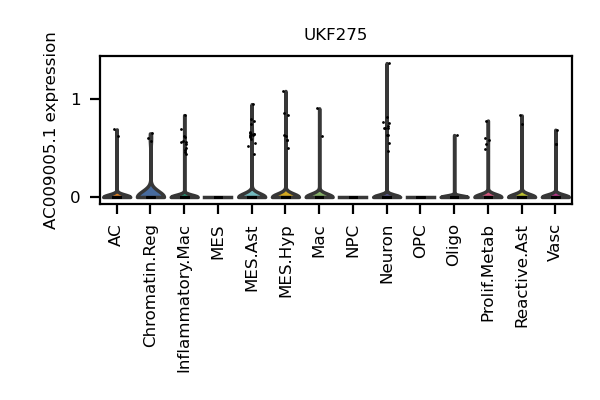 UKF275
AC009005.1 expression
1
0
AC
Chromatin.Reg
Inflammatory.Mac
MES
MES.Ast
MES.Hyp
Mac
NPC
Neuron
OPC
Oligo
Prolif.Metab
Reactive.Ast
Vasc